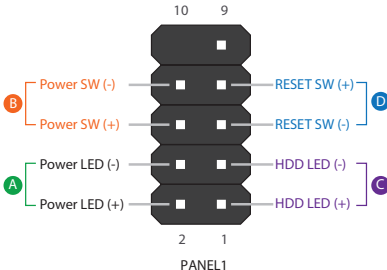 10 9
Power SW (-) RESET SW (+)
B D
Power SW (+) RESET SW (-)
Power LED (-) HDD LED (-)
A C
Power LED (+) HDD LED (+)
2 1
PANEL1